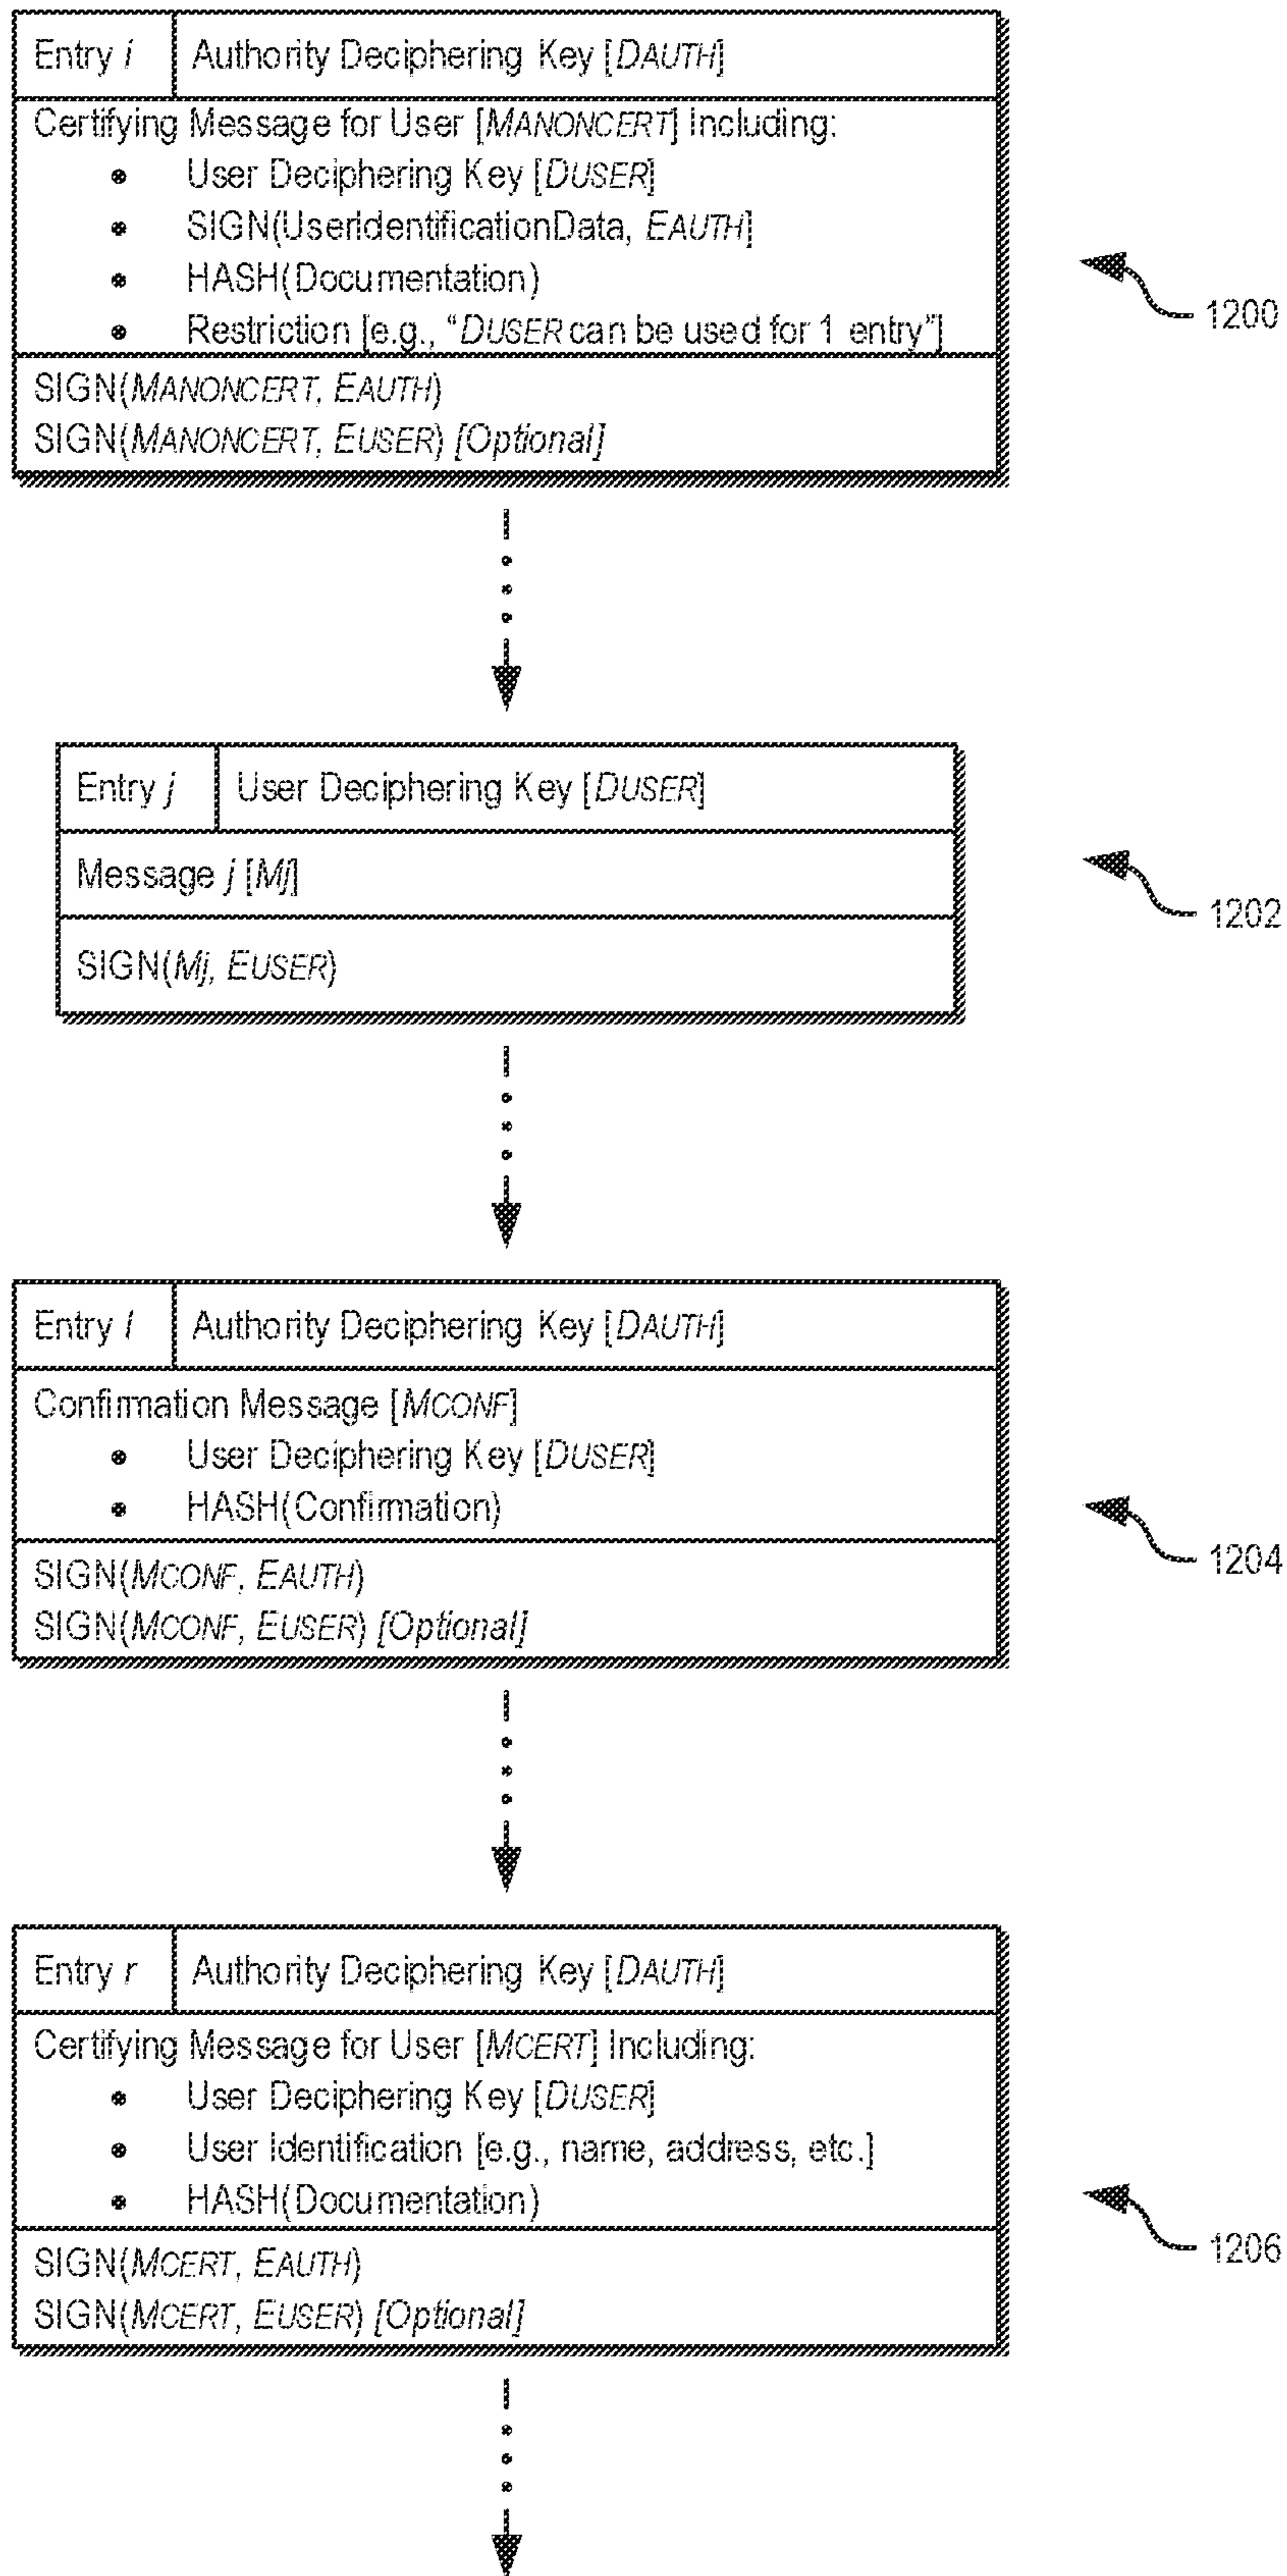 Entry i Authority Deciphering Key [DAUTH]
Certifying Message for User [MANONCERT] Including:
• User Deciphering Key [DUSER]
• SIGN(UserIdentificationData, EAUTH]
• HASH(Documentation)
• Restriction [e.g., “DUSER can be used for 1 entry”]
1200
SIGN(MANONCERT, EAUTH)
SIGN(MANONCERT, EUSER) [Optional]
Entry j User Deciphering Key [DUSER]
Message j [Mj]
1202
SIGN(Mj, EUSER)
Entry l Authority Deciphering Key [DAUTH]
Confirmation Message [MCONF]
• User Deciphering Key [DUSER]
• HASH(Confirmation)
1204
SIGN(MCONF, EAUTH)
SIGN(MCONF, EUSER) [Optional]
Entry r Authority Deciphering Key [DAUTH]
Certifying Message for User [MCERT] Including:
• User Deciphering Key [DUSER]
• User Identification [e.g., name, address, etc.]
• HASH(Documentation)
1206
SIGN(MCERT, EAUTH)
SIGN(MCERT, EUSER) [Optional]